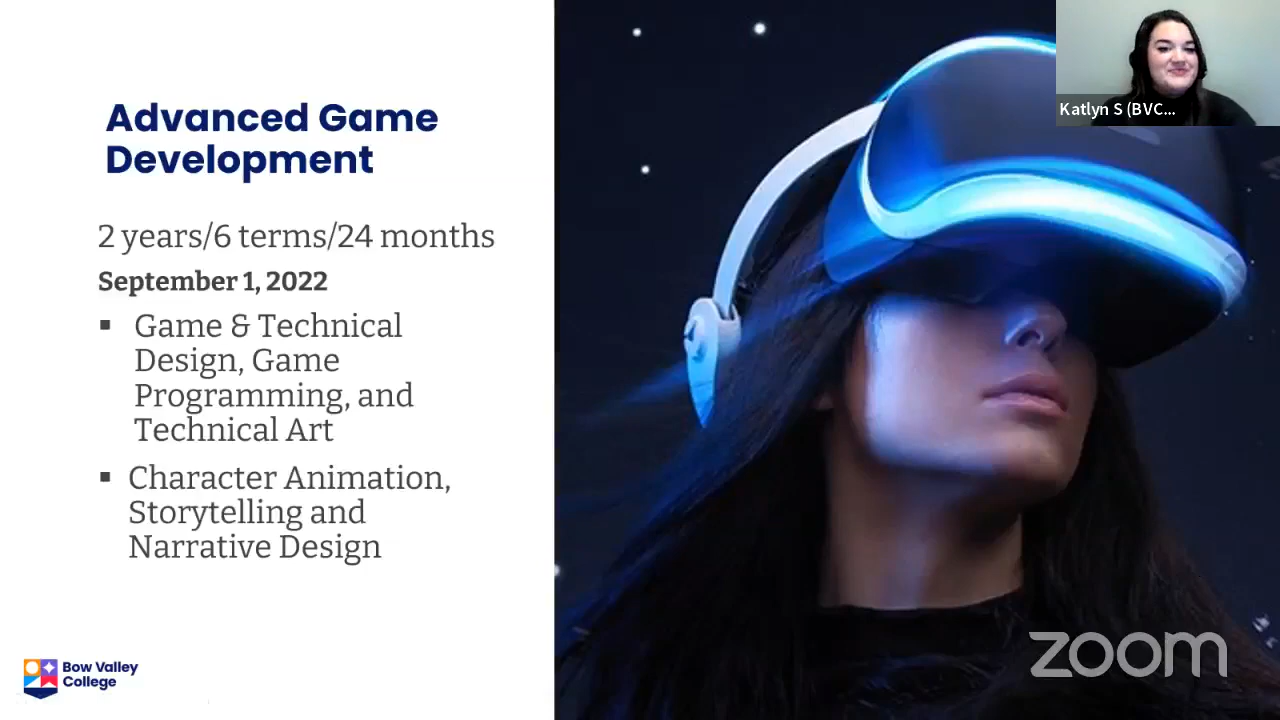 Advanced Game
Development
2 years/6 terms/24 months
September 1, 2022
▪ Game & Technical
Design, Game
Programming, and
Technical Art
▪ Character Animation,
Storytelling and
Narrative Design
Bow Valley
College
Katlyn S (BVC...
zoom